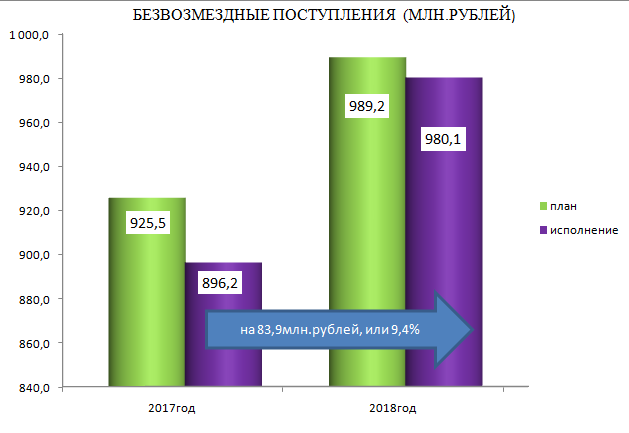 БЕЗВОЗМЕЗДНЫЕ ПОСТУПЛЕНИЯ (МЛН.РУБЛЕЙ)
1 000,0
980,0
960,0
940,0
920,0
900,0
880,0
860,0
840,0
925,5
896,2
989,2
980,1
на 83,9млн.рублей, или 9,4%
2017год
2018год
план
исполнение